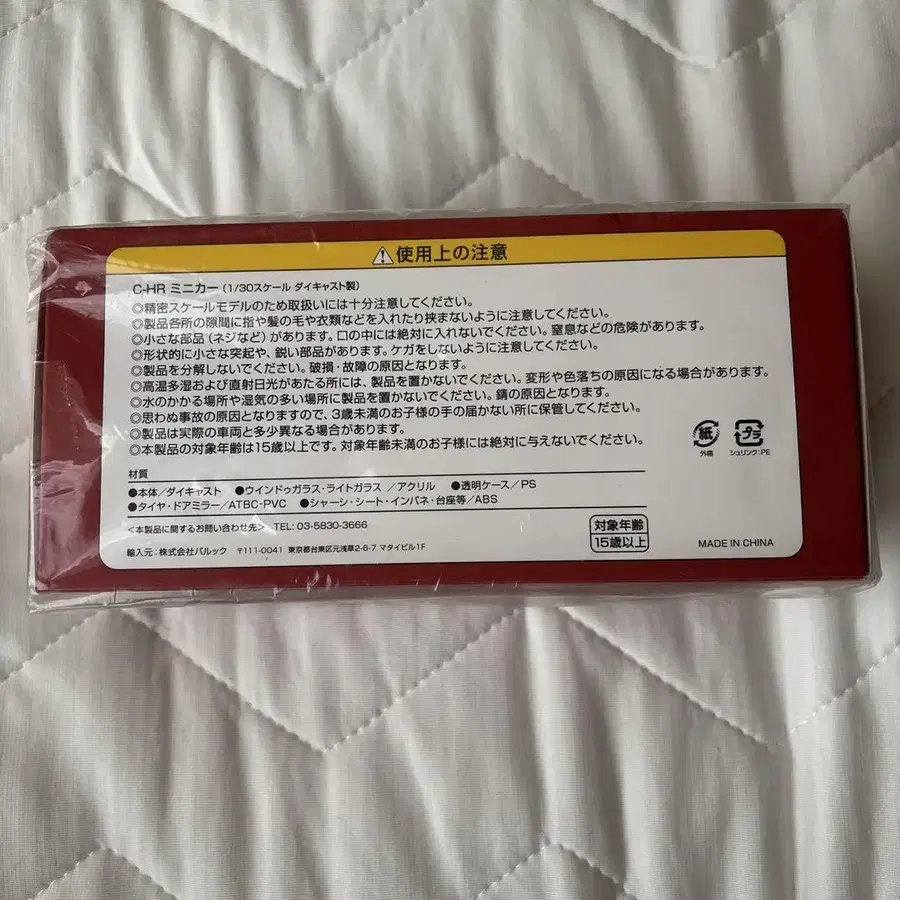 ⚠使用上の注意
C-HR ミニカー（1/30スケール ダイキャスト製）
◎精密スケールモデルのため取扱いには十分注意してください。
◎製品各所の隙間に指や髪の毛や衣類などを入れたり挟まないように注意してください。
◎小さな部品（ネジなど）があります。口の中には絶対に入れないでください。窒息などの危険があります。
◎形状的に小さな突起や、鋭い部品があります。ケガをしないように注意してください。
◎製品を分解しないでください。破損・故障の原因となります。
◎高温多湿および直射日光があたる所には、製品を置かないでください。変形や色落ちの原因になる場合があります。
◎水のかかる場所や湿気の多い場所に製品を置かないでください。錆の原因となります。
◎思わぬ事故の原因となりますので、3歳未満のお子様の手の届かない所に保管してください。
◎製品は実際の車両と多少異なる場合があります。
◎本製品の対象年齢は15歳以上です。対象年齢未満のお子様には絶対に与えないでください。
紙
外箱
プラ
シュリンク:PE
材質
●本体/ダイキャスト ●ウインドゥガラス・ライトガラス /アクリル ●透明ケース/PS
●タイヤ・ドアミラー/ATBC-PVC ●シャーシ・シート・インパネ・台座等/ABS
<本製品に関するお問い合わせ先> TEL: 03-5830-3666
輸入元：株式会社バルック 〒111-0041 東京都台東区元浅草2-6-7 マタイビル1F
対象年齢
15歳以上
MADE IN CHINA